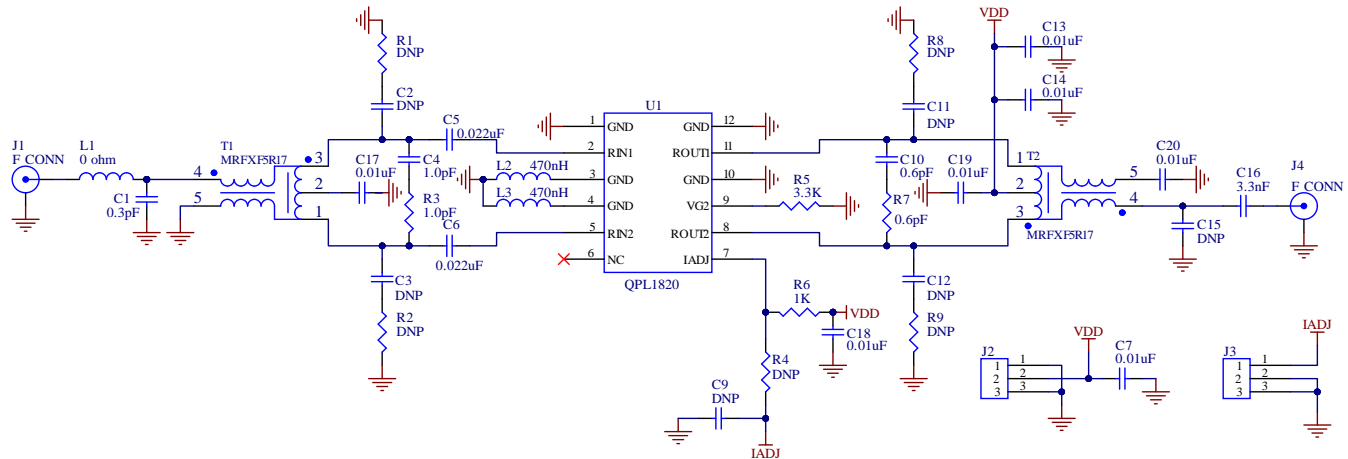 VDD
C13
0.01uF
R1
DNP
R8
DNP
C14
0.01uF
C2
DNP
C5
0.022uF
U1
C11
DNP
1
GND
GND
12
2
RIN1
ROUT1
11
J1
F CONN
L1
0 ohm
T1
MRFXF5R17
3
C17
0.01uF
C4
1.0pF
L2
470nH
3
GND
GND
10
C10
0.6pF
C19
0.01uF
1
T2
C20
0.01uF
J4
F CONN
4
2
L3
470nH
4
GND
VG2
9
R5
3.3K
2
5
C16
3.3nF
C1
0.3pF
5
1
R3
1.0pF
C6
0.022uF
5
RIN2
ROUT2
8
R7
0.6pF
3
MRFXF5R17
4
C15
DNP
6
NC
IADJ
7
C3
DNP
QPL1820
C12
DNP
R6
1K
VDD
R2
DNP
C18
0.01uF
R9
DNP
VDD
IADJ
R4
DNP
J2
1
2
3
1
2
3
C7
0.01uF
J3
1
2
3
1
2
3
C9
DNP
IADJ